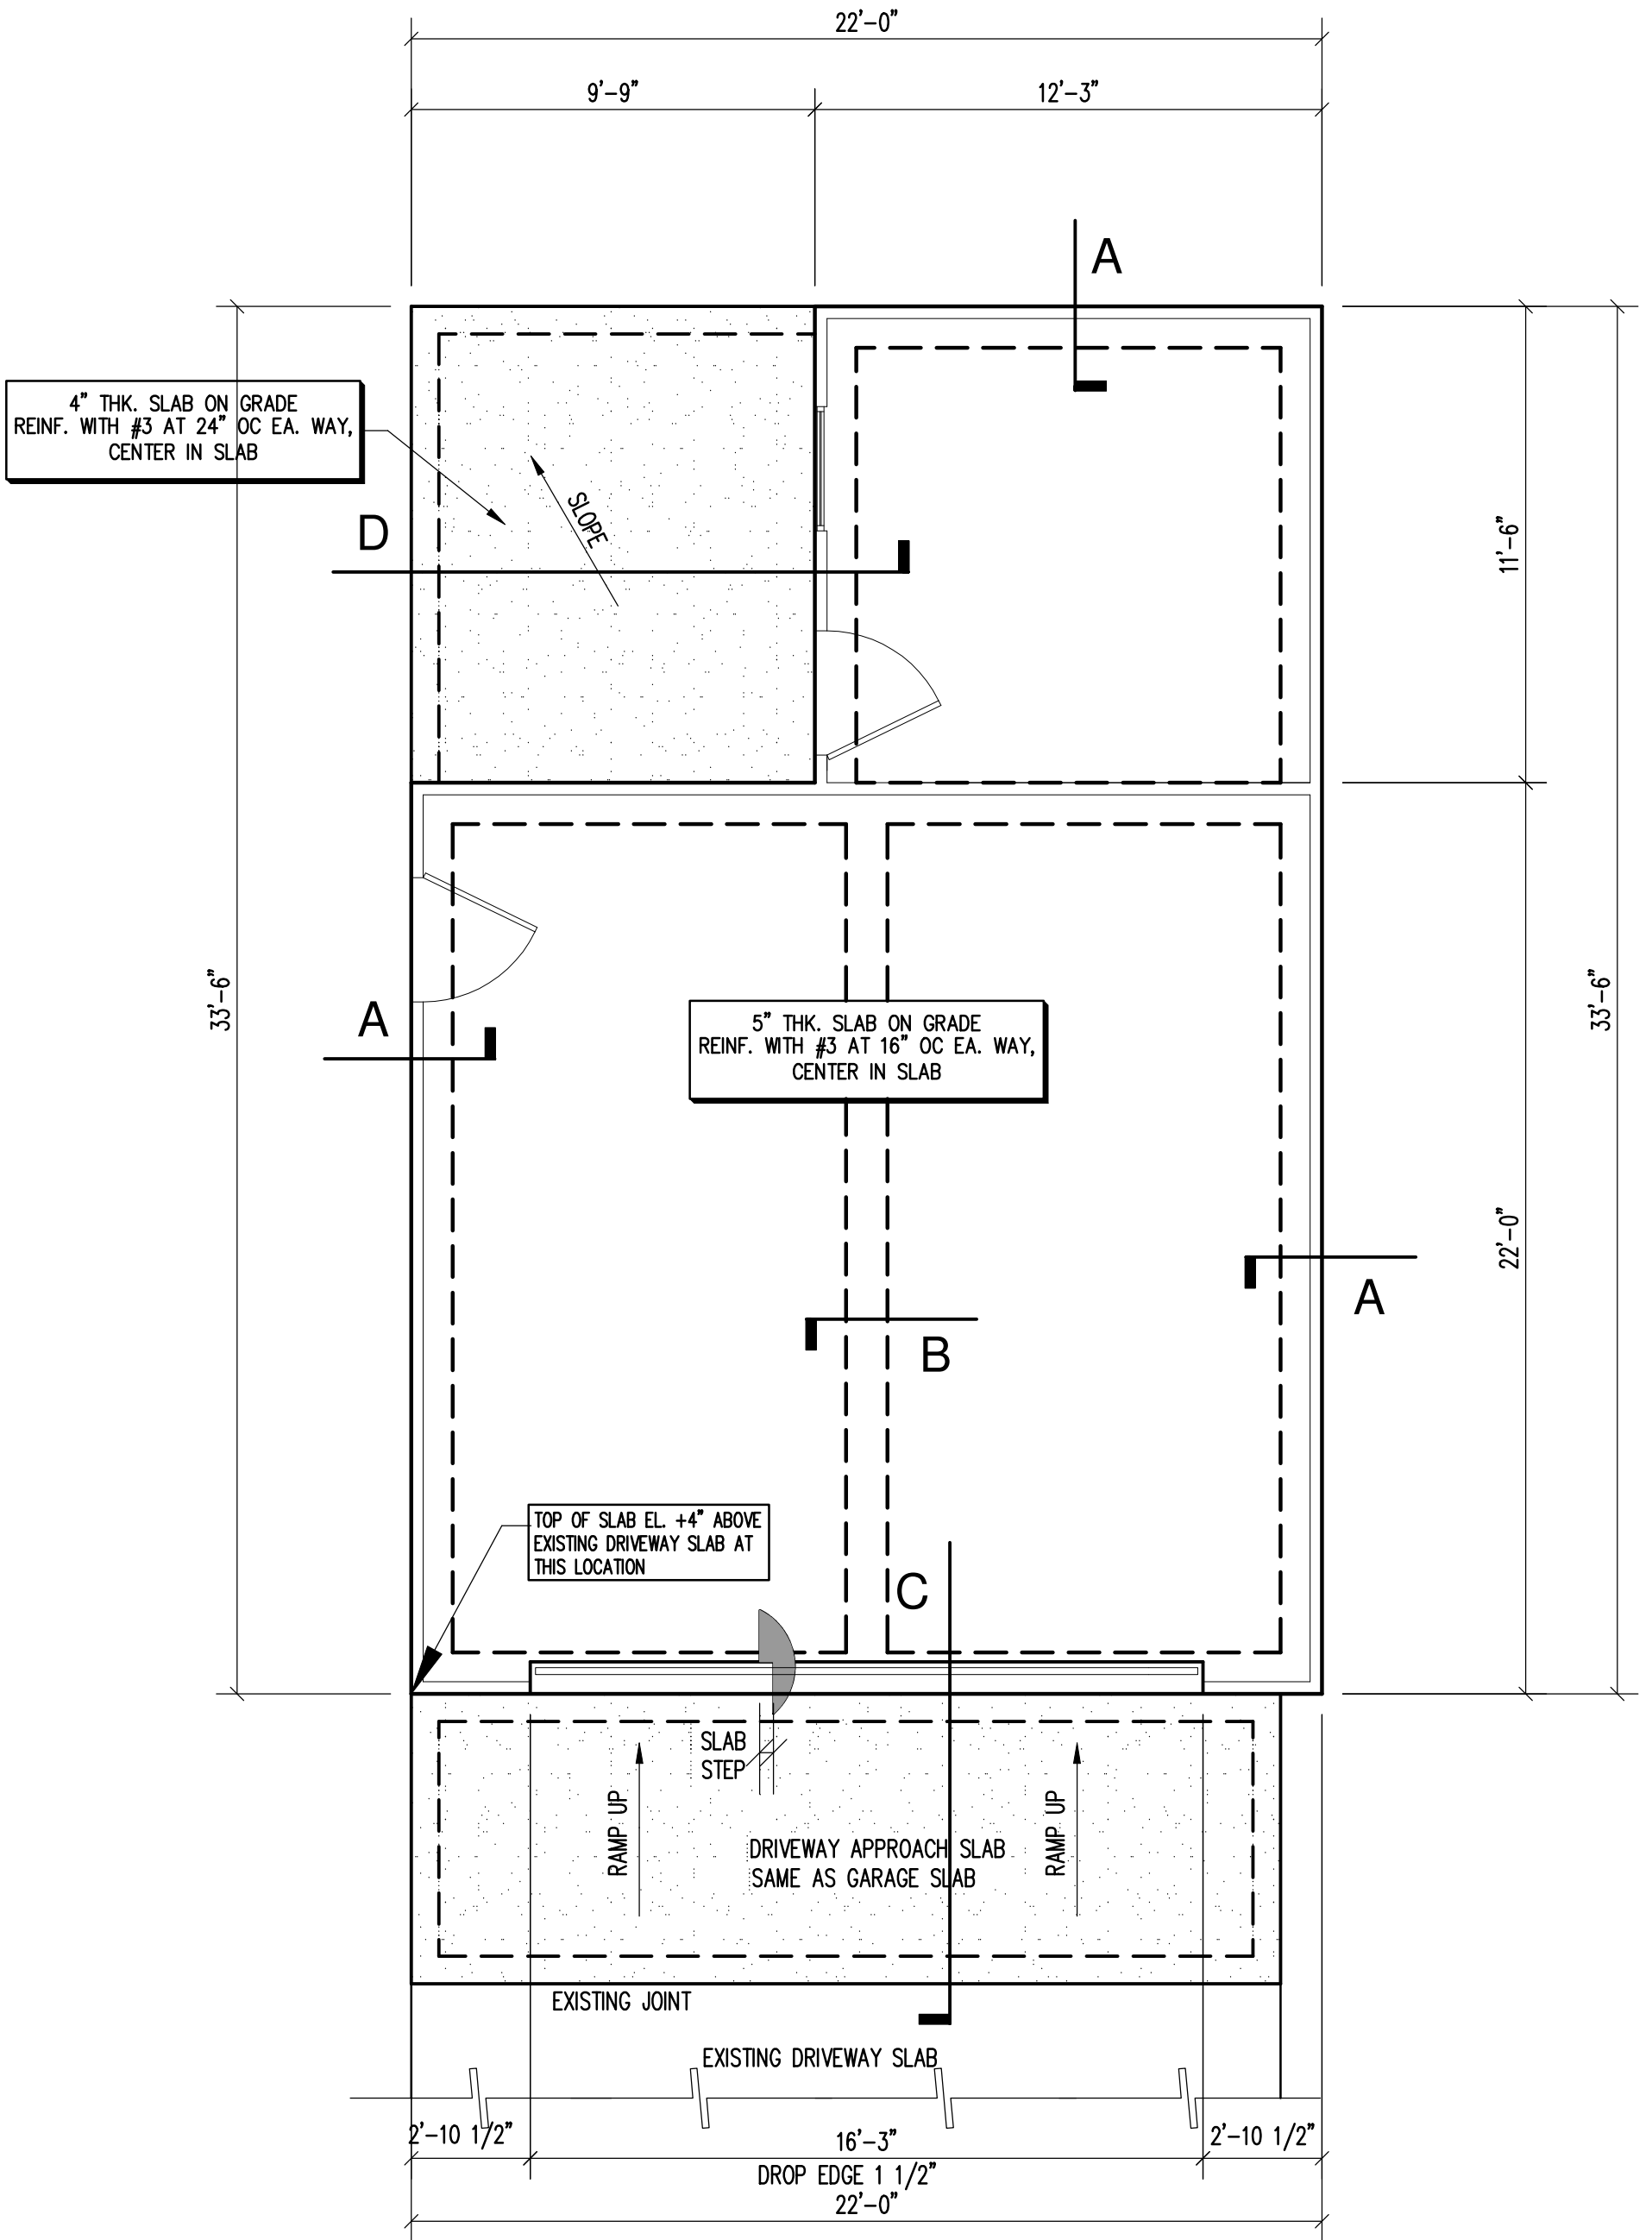 22'-0"
9'-9"
12'-3"
A
4" THK. SLAB ON GRADE
REINF. WITH #3 AT 24" OC EA. WAY,
CENTER IN SLAB
SLOPE
D
11'-6"
33'-6"
A
5" THK. SLAB ON GRADE
REINF. WITH #3 AT 16" OC EA. WAY,
CENTER IN SLAB
33'-6"
22'-0"
A
B
TOP OF SLAB EL. +4" ABOVE
EXISTING DRIVEWAY SLAB AT
THIS LOCATION
C
SLAB
STEP
RAMP UP
RAMP UP
DRIVEWAY APPROACH SLAB
SAME AS GARAGE SLAB
EXISTING JOINT
EXISTING DRIVEWAY SLAB
2'-10 1/2"
16'-3"
2'-10 1/2"
DROP EDGE 1 1/2"
22'-0"